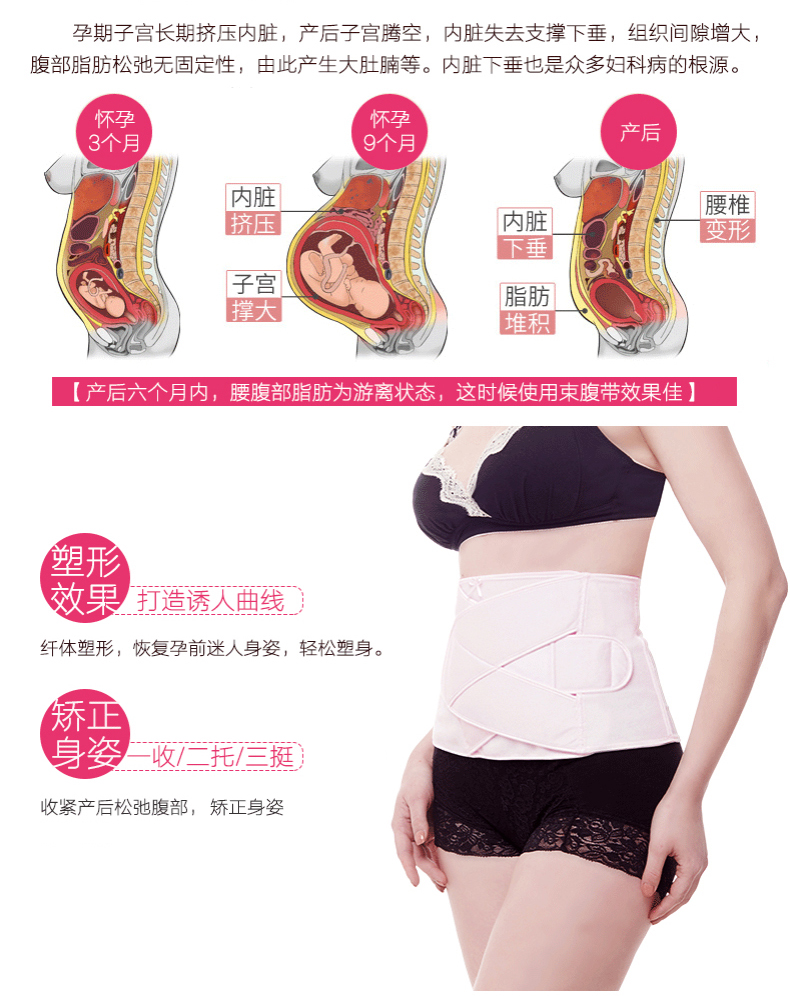 孕期子宫长期挤压内脏，产后子宫腾空，内脏失去支撑下垂，组织间隙增大，
腹部脂肪松弛无固定性，由此产生大肚腩等。内脏下垂也是众多妇科病的根源。
怀孕
3个月
怀孕
9个月
产后
内脏
挤压
子宫
撑大
内脏
下垂
脂肪
堆积
腰椎
变形
【产后六个月内，腰腹部脂肪为游离状态，这时候使用束腹带效果佳】
塑形
效果
打造诱人曲线
纤体塑形，恢复孕前迷人身姿，轻松塑身。
矫正
身姿
一收/二托/三挺
收紧产后松弛腹部， 矫正身姿